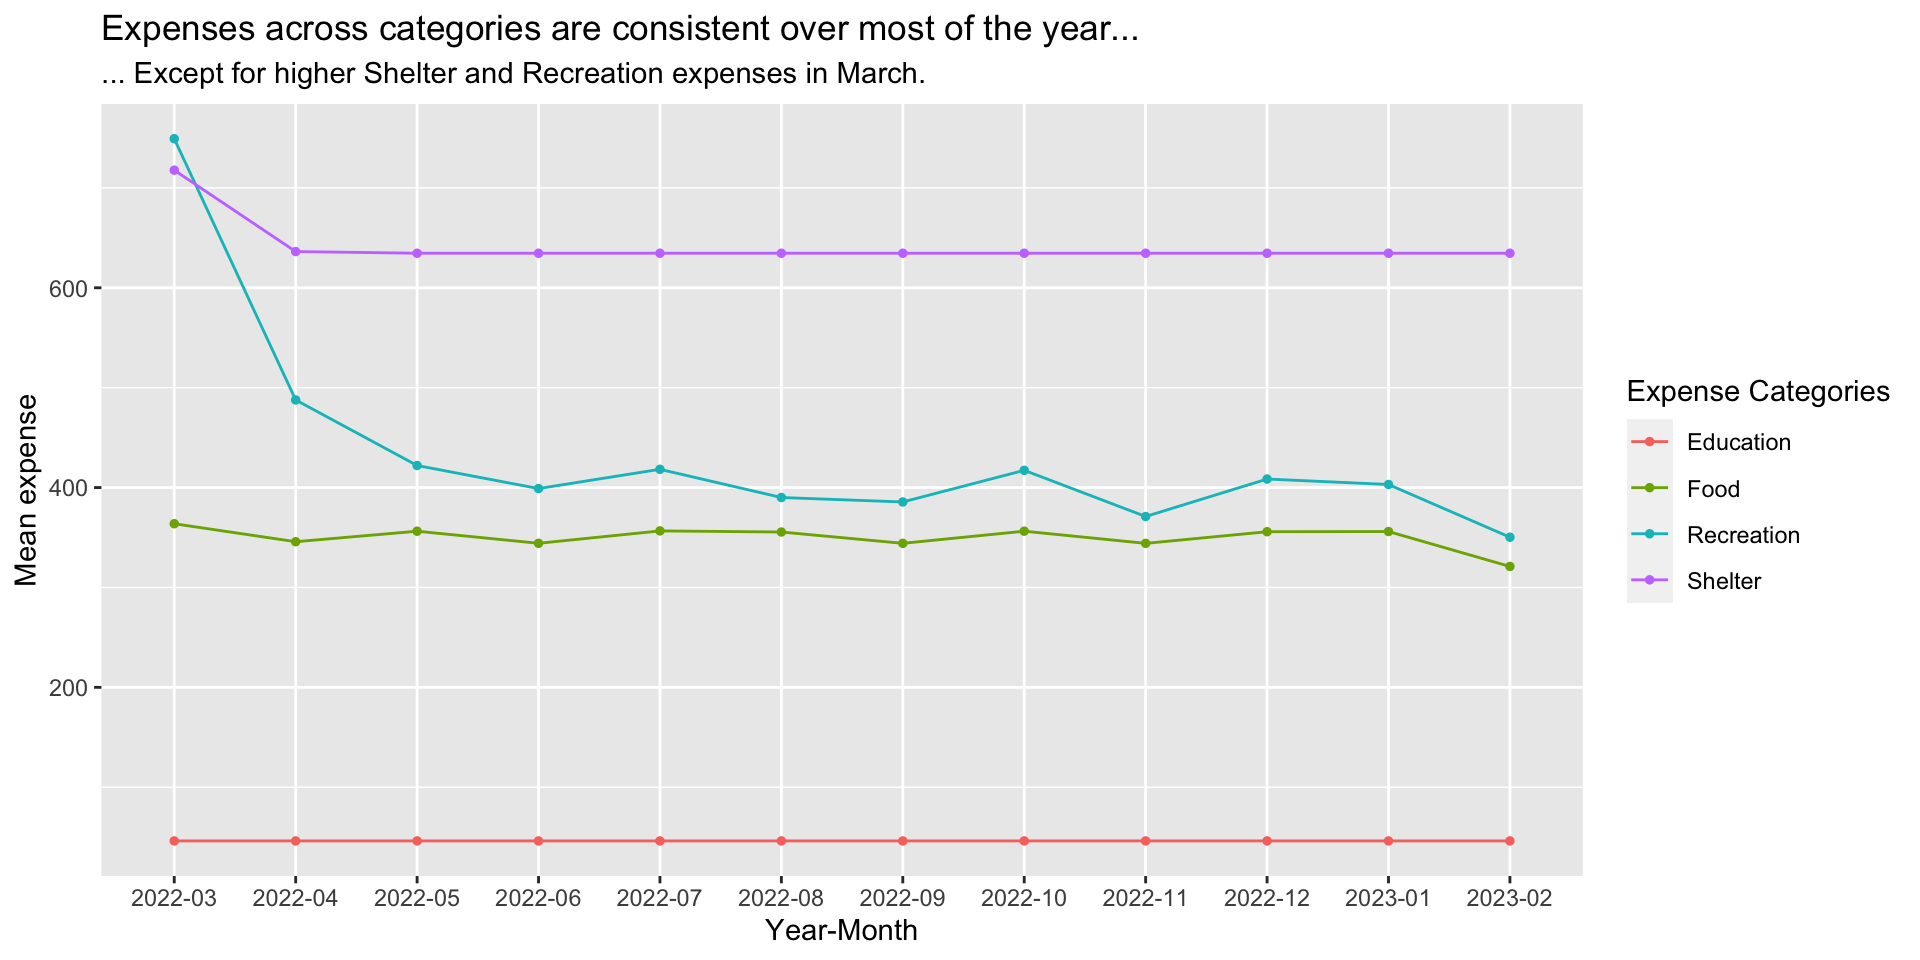 Expenses across categories are consistent over most of the year...
... Except for higher Shelter and Recreation expenses in March.
Mean expense
600
400
200
2022-03 2022-04 2022-05 2022-06 2022-07 2022-08 2022-09 2022-10 2022-11 2022-12 2023-01 2023-02
Year-Month
Expense Categories
Education
Food
Recreation
Shelter